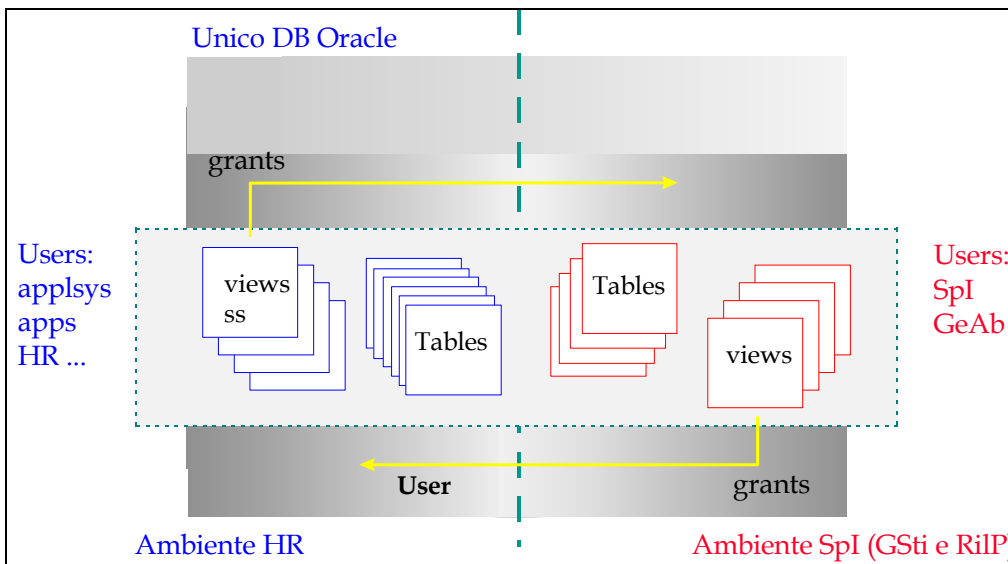 Unico DB Oracle
grants
Users:
applsys
apps
HR ...
views
ss
Tables
Tables
views
Users:
SpI
GeAb
User
grants
Ambiente HR
Ambiente SpI (GSti e RilP)